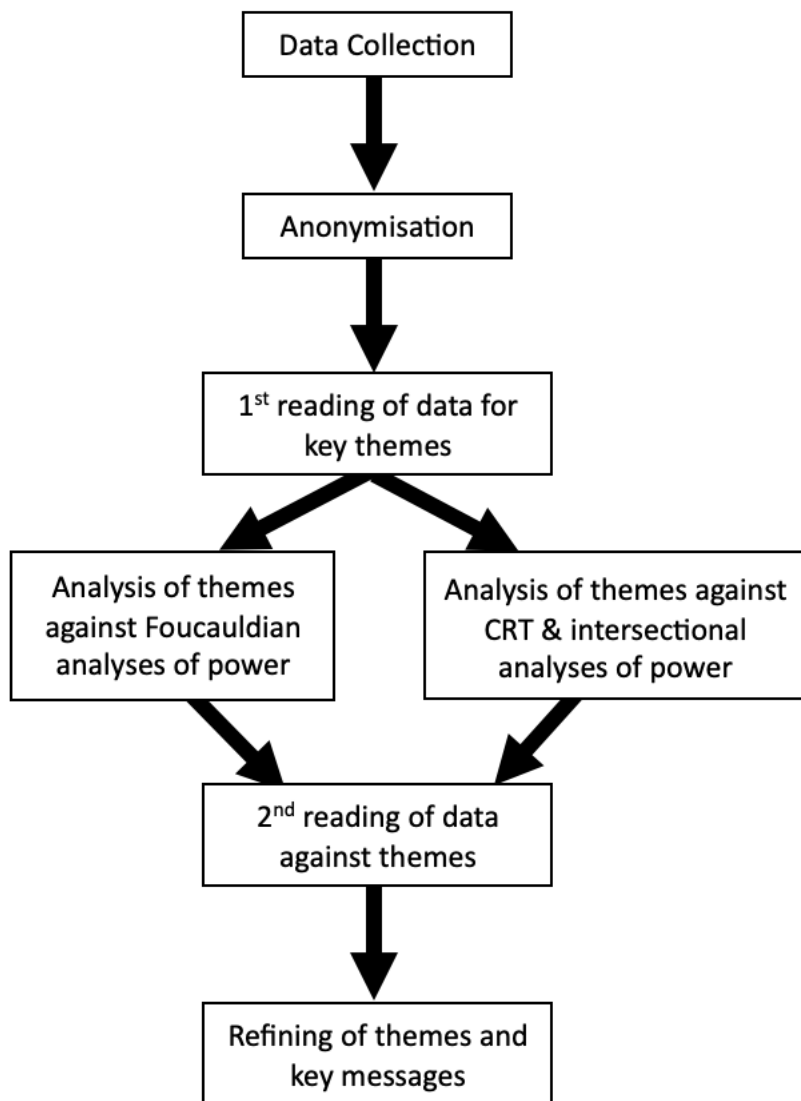 Data Collection
Anonymisation
1st reading of data for
key themes
Analysis of themes
against Foucauldian
analyses of power
Analysis of themes against
CRT & intersectional
analyses of power
2nd reading of data
against themes
Refining of themes and
key messages